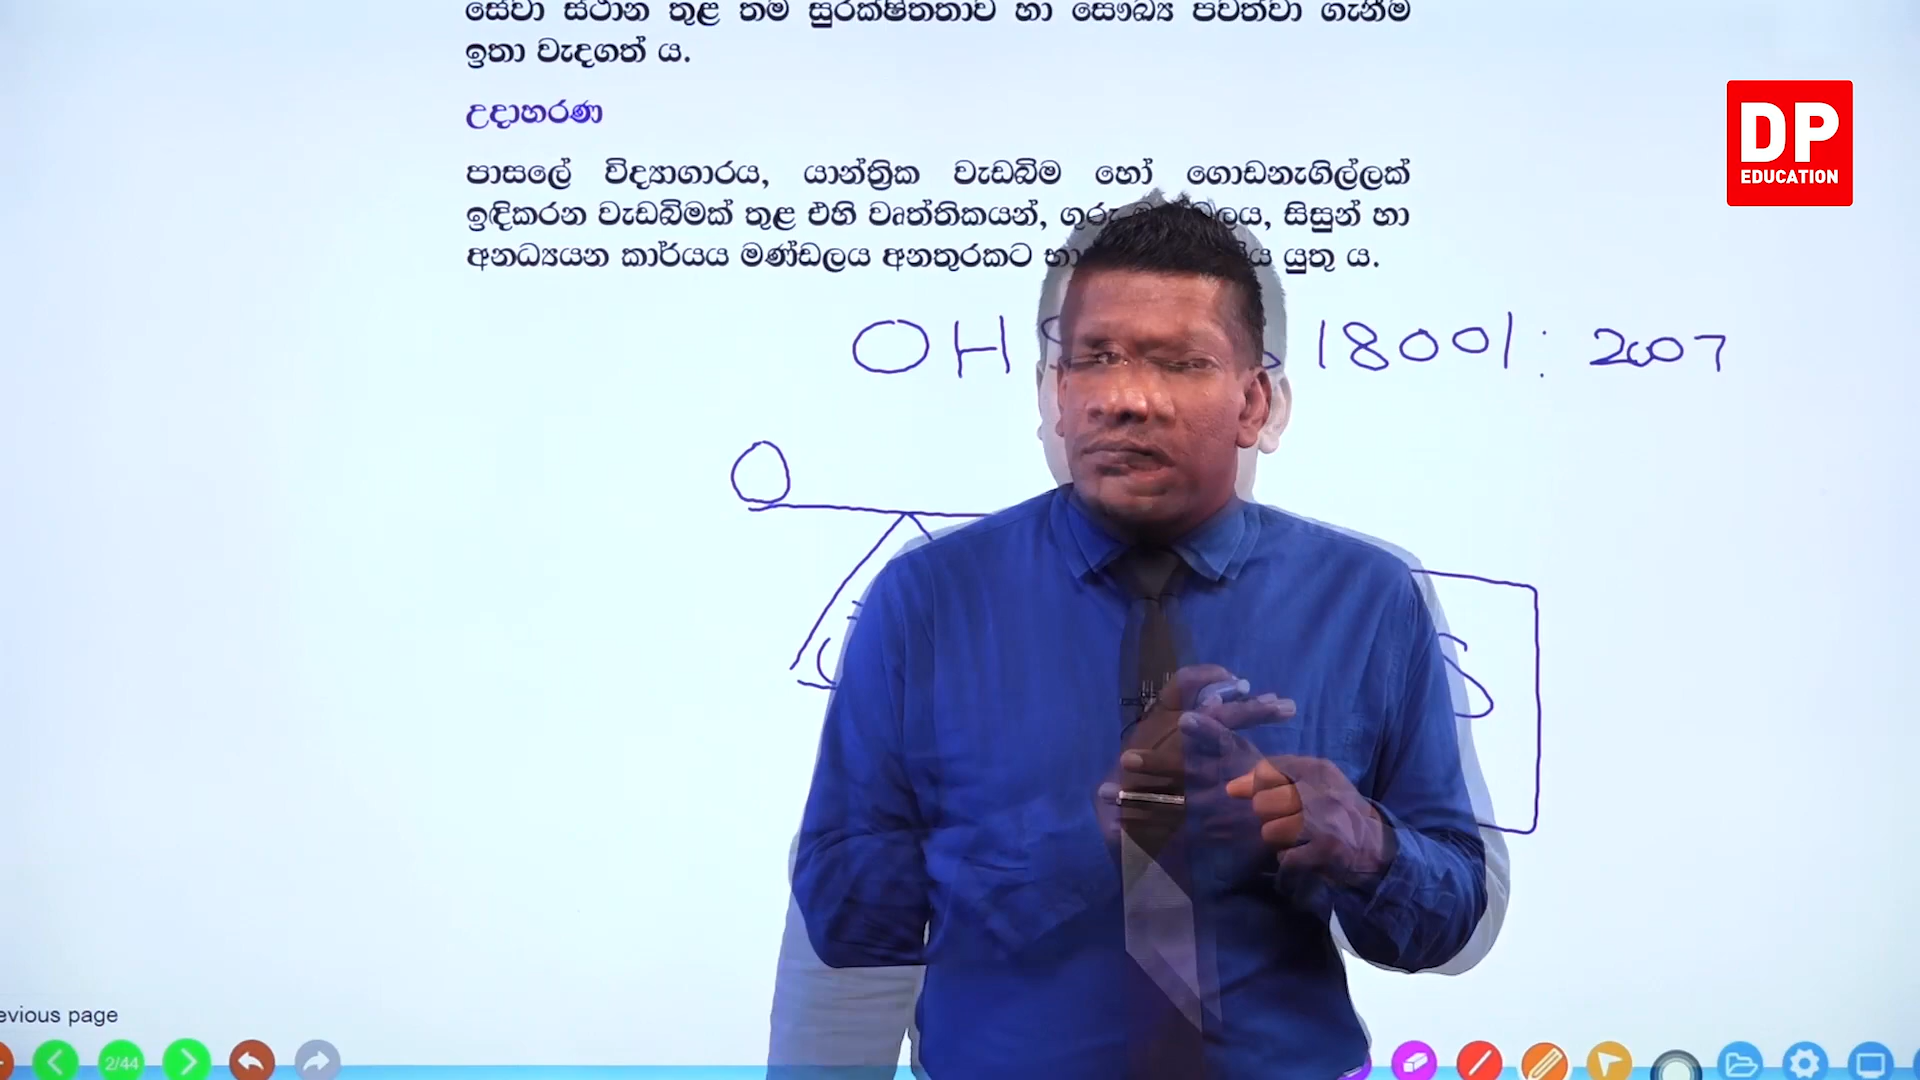 සේවා ස්ථාන තුළ තම සුරක්ෂිතතාව හා සෞඛ්‍ය පවත්වා ගැනීම
ඉතා වැදගත් ය.
DP
EDUCATION
උදාහරණ
පාසලේ විද්‍යාගාරය, යාන්ත්‍රික වැඩබිම හෝ ගොඩනැගිල්ලක්
ඉඳිකරන වැඩබිමක් තුළ එහි වෘත්තිකයන්, සිසුන් හා
අනධ්‍යයන කාර්යය මණ්ඩලය අනතුරකට යුතු ය.
OH 18001: 2007
evious page
2/44